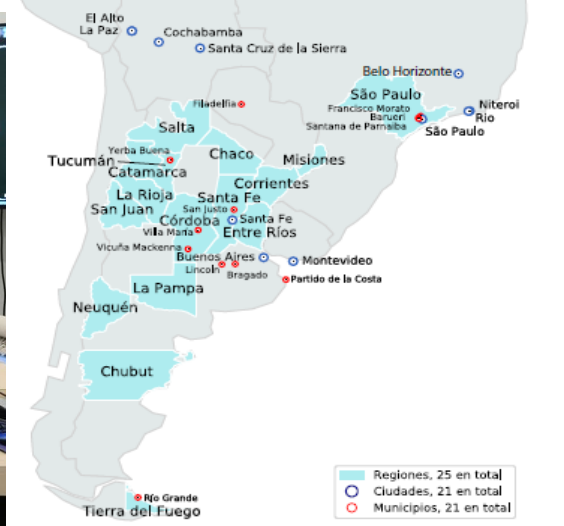 El Alto
La Paz
Cochabamba
Santa Cruz de la Sierra
Belo Horizonte
São Paulo
Filadelfia
Francisco Morato
Niteroi
Barueri
Rio
Santana de Parnaiba
São Paulo
Salta
Yerba Buena
Chaco
Tucumán
Misiones
Catamarca
Corrientes
La Rioja
Santa Fe
San Juan
San Justo
Córdoba
Santa Fe
Villa María
Entre Ríos
Vicuña Mackenna
Buenos Aires
Montevideo
Lincoln
Bragado
Partido de la Costa
La Pampa
Neuquén
Chubut
Río Grande
Tierra del Fuego
Regiones, 25 en total
Ciudades, 21 en total
Municipios, 21 en total